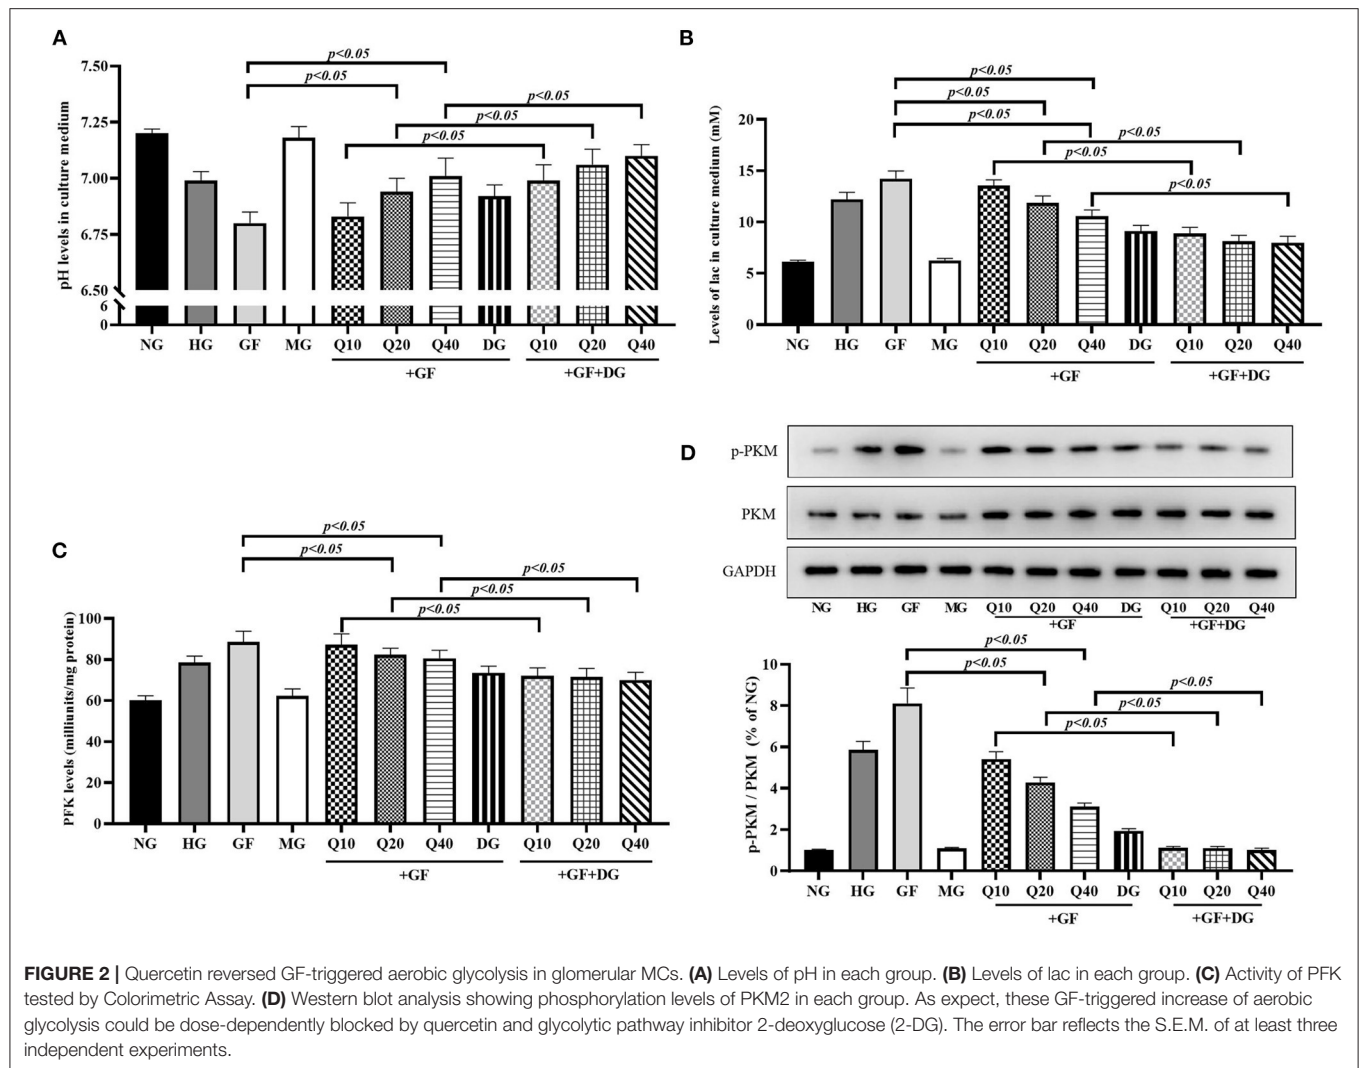 A
p<0.05
p<0.05
p<0.05
p<0.05
p<0.05
pH levels in culture medium
7.50
7.25
7.00
6.75
6.50
6
0
NG HG GF MG Q10 Q20 Q40 DG Q10 Q20 Q40
+GF +GF+DG
B
p<0.05
p<0.05
p<0.05
p<0.05
p<0.05
Levels of lac in culture medium (mM)
20
15
10
5
0
NG HG GF MG Q10 Q20 Q40 DG Q10 Q20 Q40
+GF +GF+DG
C
p<0.05
p<0.05
p<0.05
p<0.05
p<0.05
PFK levels (milliunits/mg protein)
100
80
60
40
20
0
NG HG GF MG Q10 Q20 Q40 DG Q10 Q20 Q40
+GF +GF+DG
D
p-PKM
PKM
GAPDH
NG HG GF MG Q10 Q20 Q40 DG Q10 Q20 Q40
+GF +GF+DG
p<0.05
p<0.05
p<0.05
p<0.05
p<0.05
p-PKM / PKM (% of NG)
10
8
6
4
2
0
NG HG GF MG Q10 Q20 Q40 DG Q10 Q20 Q40
+GF +GF+DG
FIGURE 2 | Quercetin reversed GF-triggered aerobic glycolysis in glomerular MCs. (A) Levels of pH in each group. (B) Levels of lac in each group. (C) Activity of PFK
tested by Colorimetric Assay. (D) Western blot analysis showing phosphorylation levels of PKM2 in each group. As expect, these GF-triggered increase of aerobic
glycolysis could be dose-dependently blocked by quercetin and glycolytic pathway inhibitor 2-deoxyglucose (2-DG). The error bar reflects the S.E.M. of at least three
independent experiments.